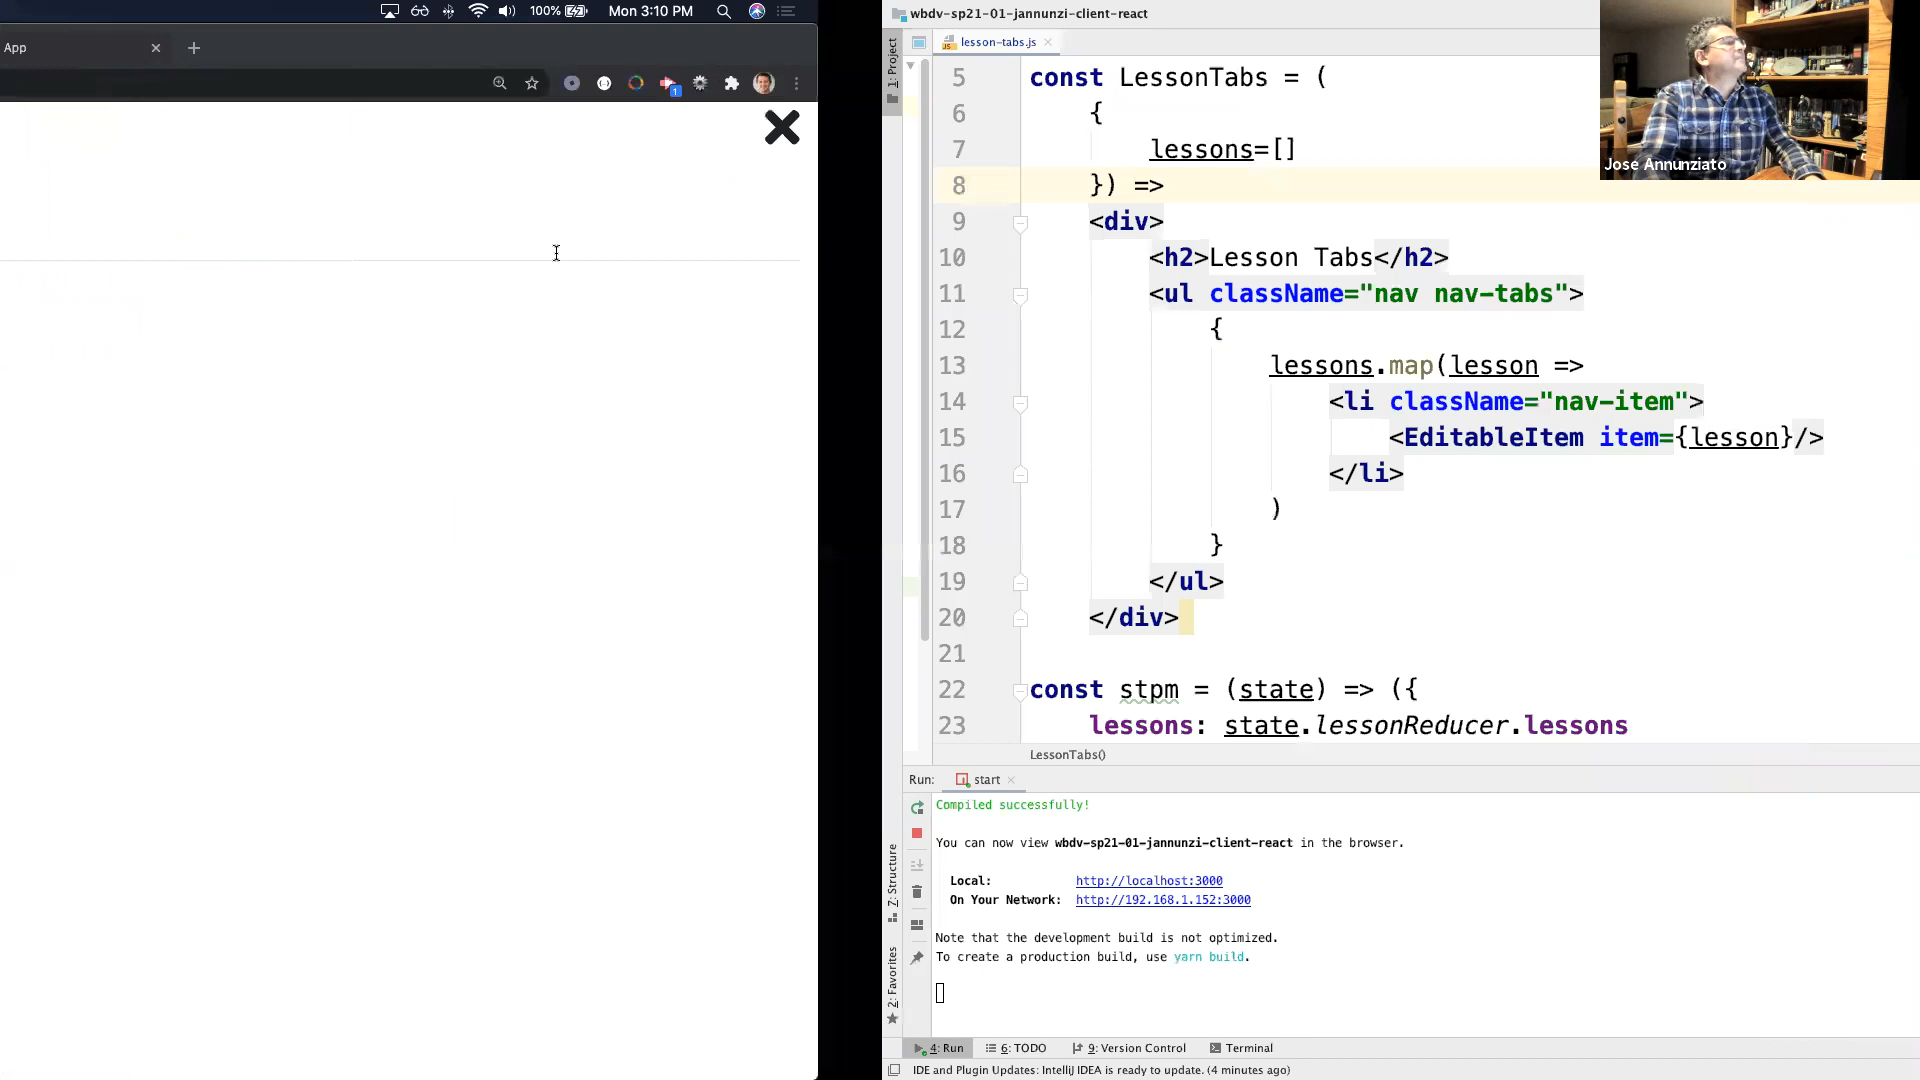 100% Mon 3:10 PM
App
1
wbdv-sp21-01-jannunzi-client-react
lesson-tabs.js
1: Project
5 const LessonTabs = (
6 {
7 lessons=[]
8 }) =>
9 <div>
10 <h2>Lesson Tabs</h2>
11 <ul className="nav nav-tabs">
12 {
13 lessons.map(lesson =>
14 <li className="nav-item">
15 <EditableItem item={lesson}/>
16 </li>
17 )
18 }
19 </ul>
20 </div>
21
22 const stpm = (state) => ({
23 lessons: state.lessonReducer.lessons
LessonTabs()
Jose Annunziato
Run: start
Compiled successfully!
You can now view wbdv-sp21-01-jannunzi-client-react in the browser.
Local: http://localhost:3000
On Your Network: http://192.168.1.152:3000
Note that the development build is not optimized.
To create a production build, use yarn build.
7: Structure
2: Favorites
4: Run 6: TODO 9: Version Control Terminal
IDE and Plugin Updates: IntelliJ IDEA is ready to update. (4 minutes ago)